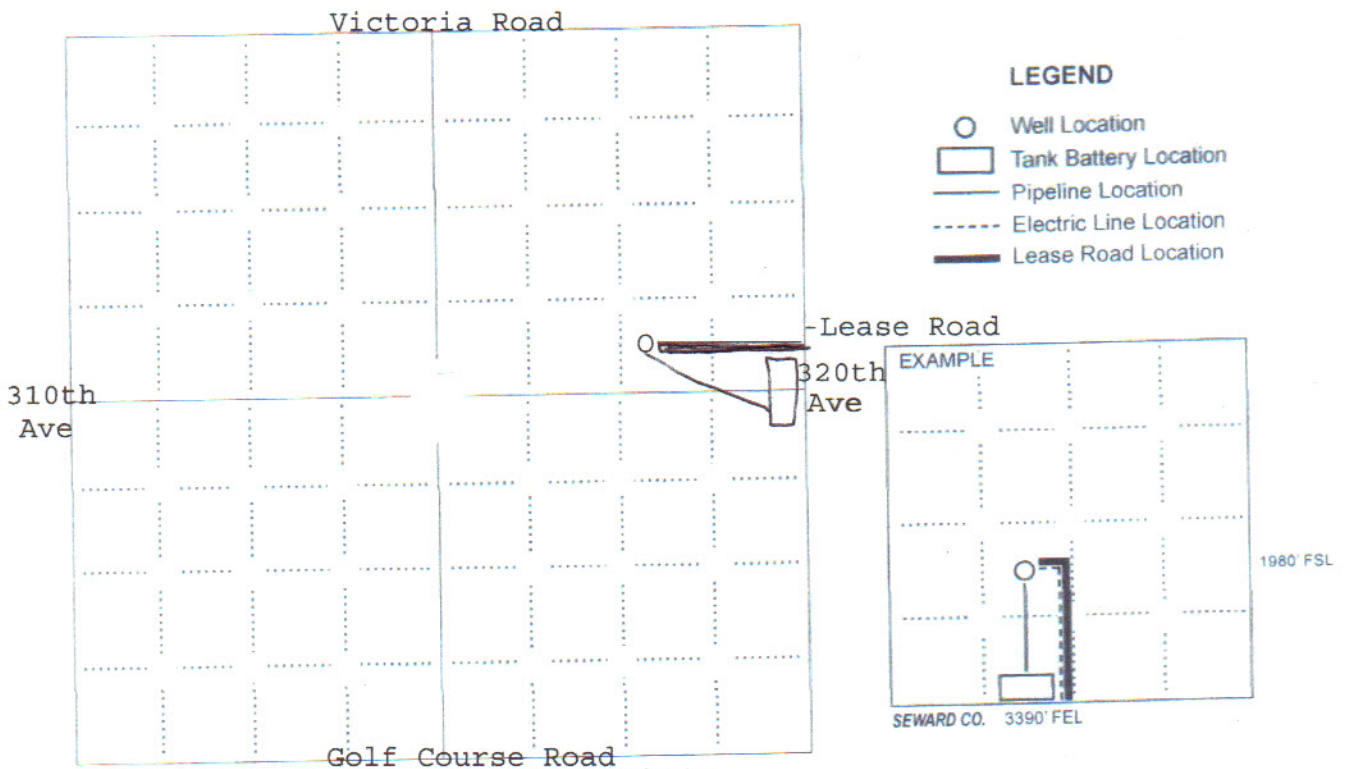 Victoria Road
LEGEND
Well Location
Tank Battery Location
Pipeline Location
Electric Line Location
Lease Road Location
-Lease Road
310th
Ave
320th
Ave
EXAMPLE
1980' FSL
SEWARD CO. 3390' FEL
Golf Course Road